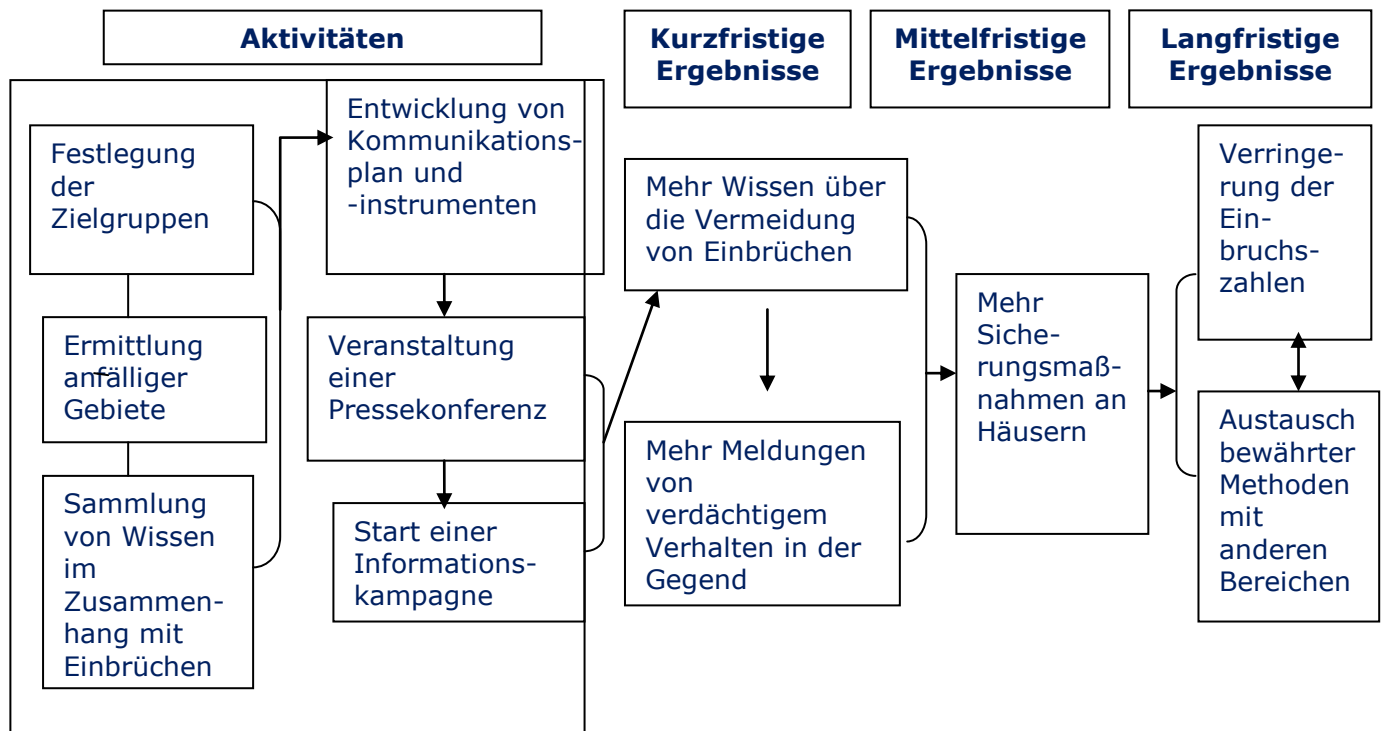 Aktivitäten
Kurzfristige
Ergebnisse
Mittelfristige
Ergebnisse
Langfristige
Ergebnisse
Festlegung
der
Zielgruppen
Ermittlung
anfälliger
Gebiete
Sammlung
von Wissen
im
Zusammen-
hang mit
Einbrüchen
Entwicklung von
Kommunikations-
plan und
-instrumenten
Veranstaltung
einer
Pressekonferenz
Start einer
Informations-
kampagne
Mehr Wissen über
die Vermeidung
von Einbrüchen
Mehr Meldungen
von
verdächtigem
Verhalten in der
Gegend
Mehr
Siche-
rungsmaß-
nahmen an
Häusern
Verringe-
rung der
Ein-
bruchs-
zahlen
Austausch
bewährter
Methoden
mit
anderen
Bereichen